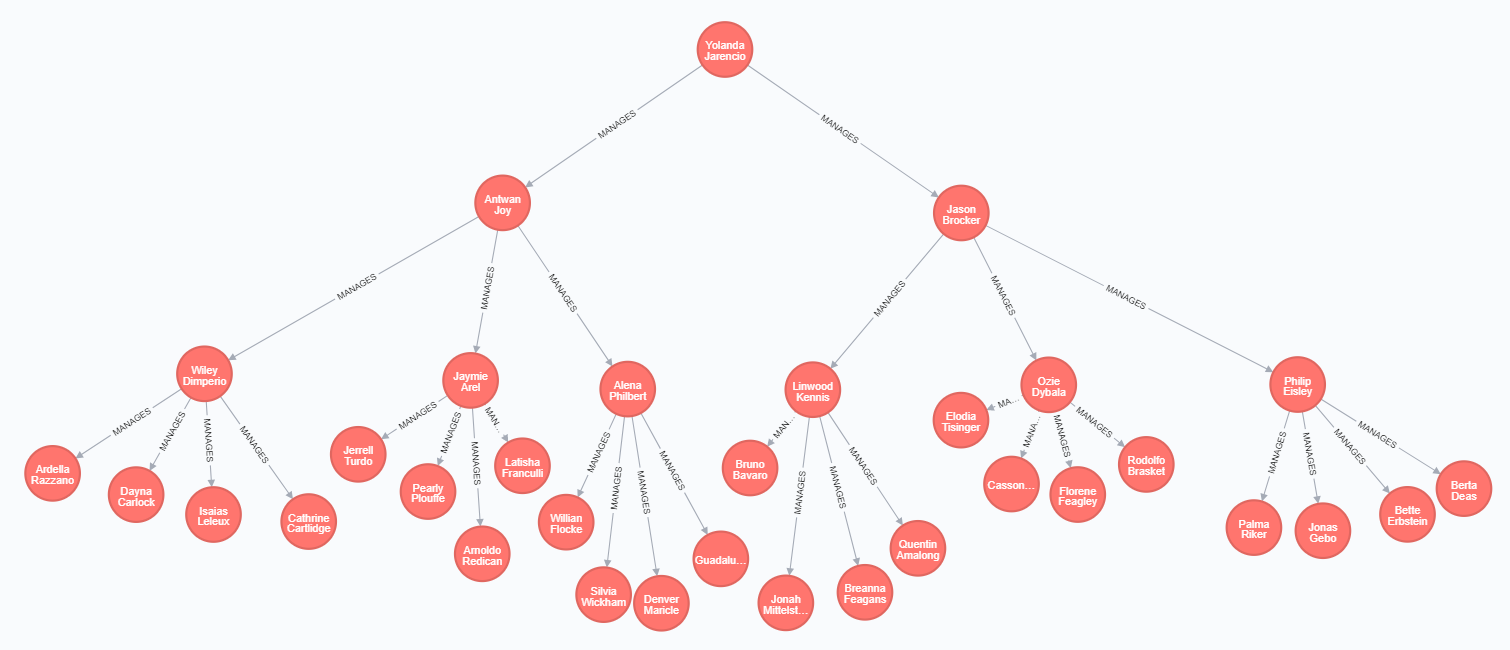 Yolanda
Jarencio
MANAGES
MANAGES
Antwan
Joy
Jason
Brocker
MANAGES
MANAGES
MANAGES
MANAGES
MANAGES
MANAGES
Wiley
Dimperio
Jaymie
Arel
Alena
Philbert
Linwood
Kennis
Ozie
Dybala
Philip
Eisley
MANAGES
MANAGES
MANAGES
MANAGES
MANAGES
MANAGES
MANAGES
MAN...
MANAGES
MANAGES
MANAGES
MANAGES
MAN...
MANAGES
MANAGES
MANAGES
MA...
MANA...
MANAGES
MANAGES
MANAGES
MANAGES
MANAGES
MANAGES
Ardella
Razzano
Dayna
Carlock
Isaias
Leleux
Cathrine
Cartlidge
Jerrell
Turdo
Pearly
Plouffe
Arnoldo
Redican
Latisha
Franculli
Willian
Flocke
Silvia
Wickham
Denver
Maricle
Guadalu...
Bruno
Bavaro
Jonah
Mittelst...
Breanna
Feagans
Quentin
Amalong
Elodia
Tisinger
Casson...
Florene
Feagley
Rodolfo
Brasket
Palma
Riker
Jonas
Gebo
Bette
Erbstein
Berta
Deas